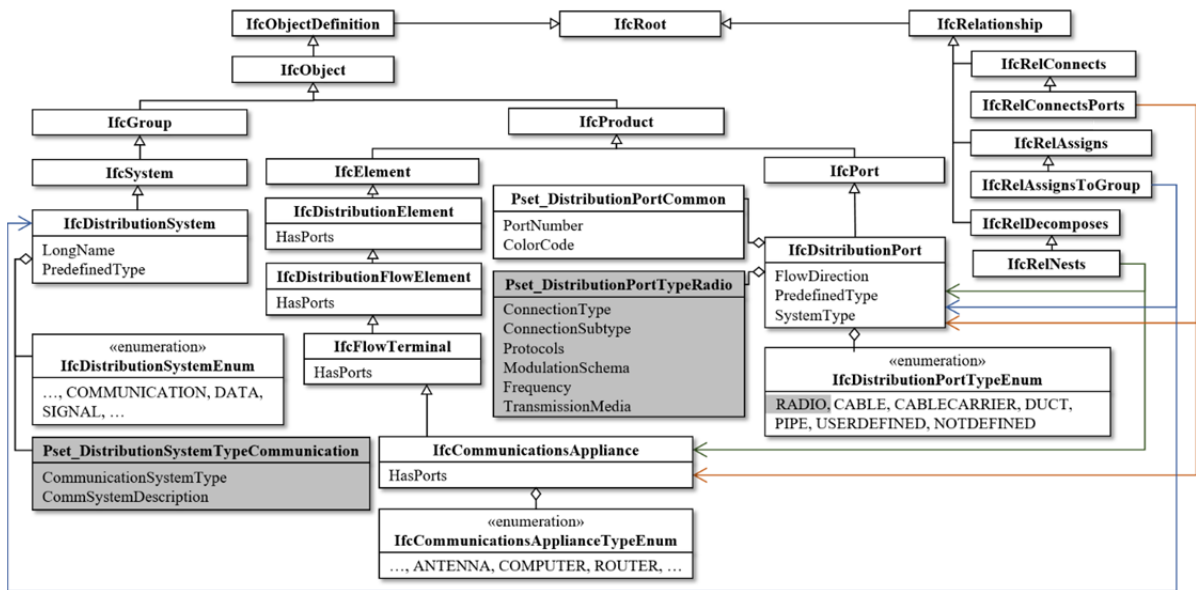 IfcObjectDefinition
IfcRoot
IfcRelationship
IfcObject
IfcRelConnects
IfcRelConnectsPorts
IfcGroup
IfcProduct
IfcRelAssigns
IfcRelAssignsToGroup
IfcSystem
IfcElement
IfcPort
IfcDistributionSystem
LongName
PredefinedType
IfcDistributionElement
HasPorts
Pset_DistributionPortCommon
PortNumber
ColorCode
IfcRelDecomposes
IfcRelNests
IfcDsitributionPort
FlowDirection
PredefinedType
SystemType
IfcDistributionFlowElement
HasPorts
Pset_DistributionPortTypeRadio
ConnectionType
ConnectionSubtype
Protocols
ModulationSchema
Frequency
TransmissionMedia
«enumeration»
IfcDistributionSystemEnum
…, COMMUNICATION, DATA,
SIGNAL, …
IfcFlowTerminal
HasPorts
«enumeration»
IfcDistributionPortTypeEnum
RADIO, CABLE, CABLECARRIER, DUCT,
PIPE, USERDEFINED, NOTDEFINED
Pset_DistributionSystemTypeCommunication
CommunicationSystemType
CommSystemDescription
IfcCommunicationsAppliance
HasPorts
«enumeration»
IfcCommunicationsApplianceTypeEnum
…, ANTENNA, COMPUTER, ROUTER, …